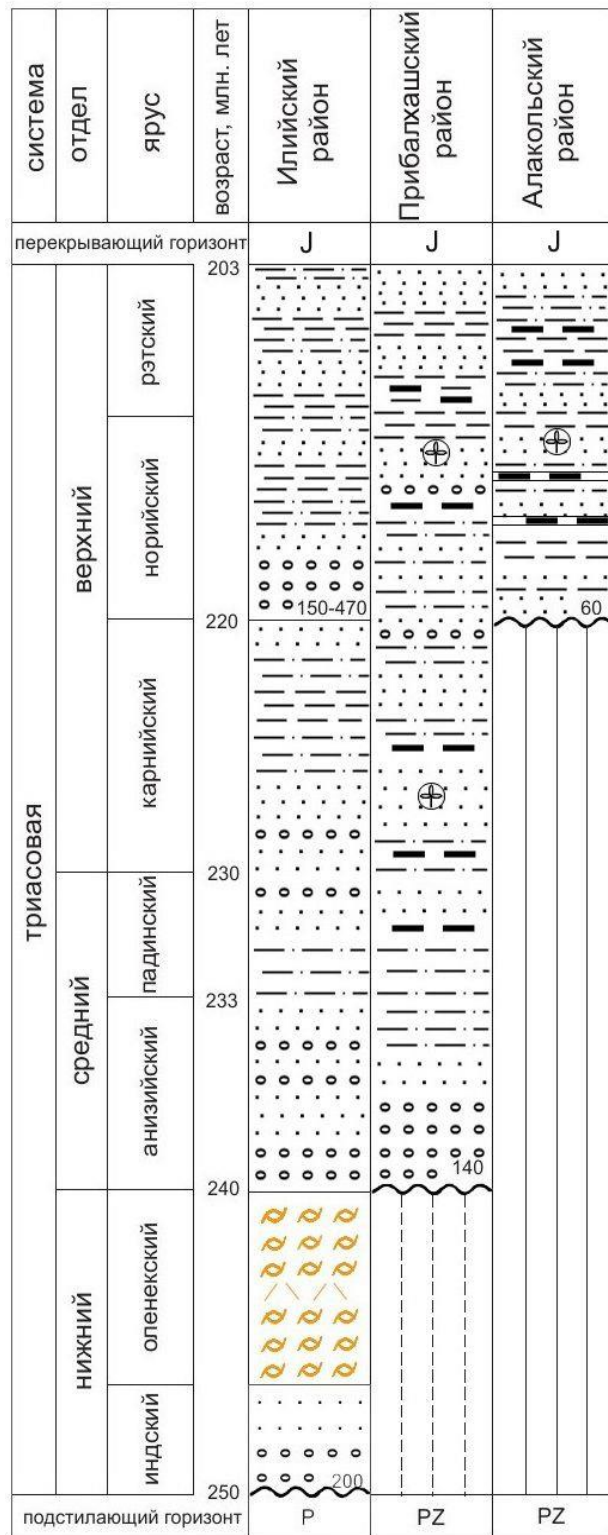 система
отдел
ярус
возраст, млн. лет
Илийский
район
Прибалхашский
район
Алакольский
район
перекрывающий горизонт
J
J
J
203
рэтский
верхний
норийский
150-470
60
220
карнийский
триасовая
230
падинский
233
средний
анизийский
140
240
оленекский
нижний
индский
200
250
подстилающий горизонт
P
PZ
PZ